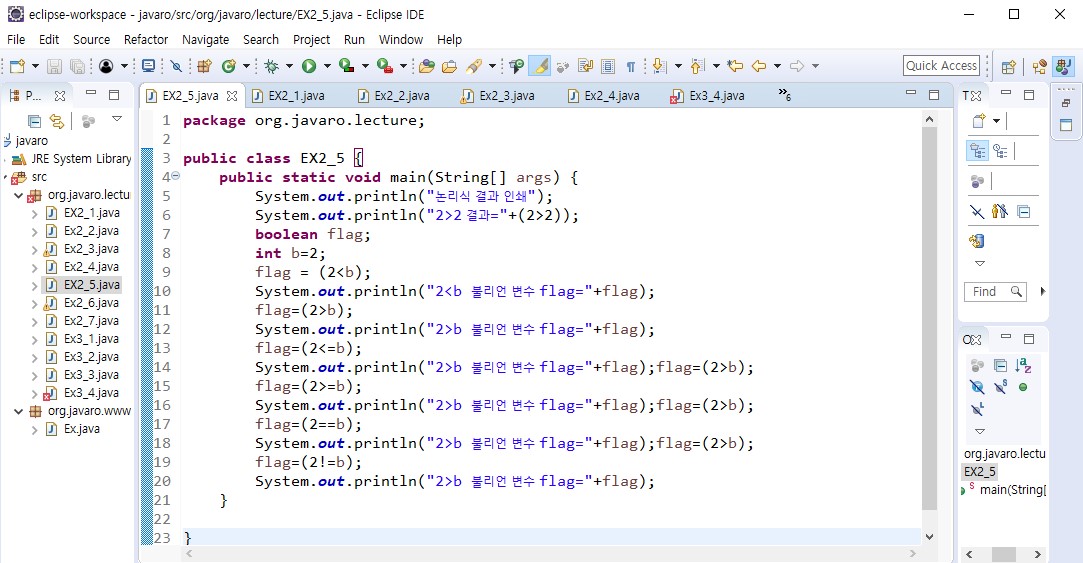 eclipse-workspace - javaro/src/org/javaro/lecture/EX2_5.java - Eclipse IDE
File Edit Source Refactor Navigate Search Project Run Window Help
Quick Access
P...
EX2_5.java
EX2_1.java
Ex2_2.java
Ex2_3.java
Ex2_4.java
Ex3_4.java
»6
javaro
JRE System Library
src
org.javaro.lectu
EX2_1.java
Ex2_2.java
Ex2_3.java
Ex2_4.java
EX2_5.java
Ex2_6.java
Ex2_7.java
Ex3_1.java
Ex3_2.java
Ex3_3.java
Ex3_4.java
org.javaro.www
Ex.java
1 package org.javaro.lecture;
2
3 public class EX2_5 {
4 public static void main(String[] args) {
5 System.out.println("논리식 결과 인쇄");
6 System.out.println("2>2 결과="+(2>2));
7 boolean flag;
8 int b=2;
9 flag = (2<b);
10 System.out.println("2<b 불리언 변수 flag="+flag);
11 flag=(2>b);
12 System.out.println("2>b 불리언 변수 flag="+flag);
13 flag=(2<=b);
14 System.out.println("2>b 불리언 변수 flag="+flag);flag=(2>b);
15 flag=(2>=b);
16 System.out.println("2>b 불리언 변수 flag="+flag);flag=(2>b);
17 flag=(2==b);
18 System.out.println("2>b 불리언 변수 flag="+flag);flag=(2>b);
19 flag=(2!=b);
20 System.out.println("2>b 불리언 변수 flag="+flag);
21 }
22
23 }
T
Find
O
org.javaro.lectu
EX2_5
main(String[